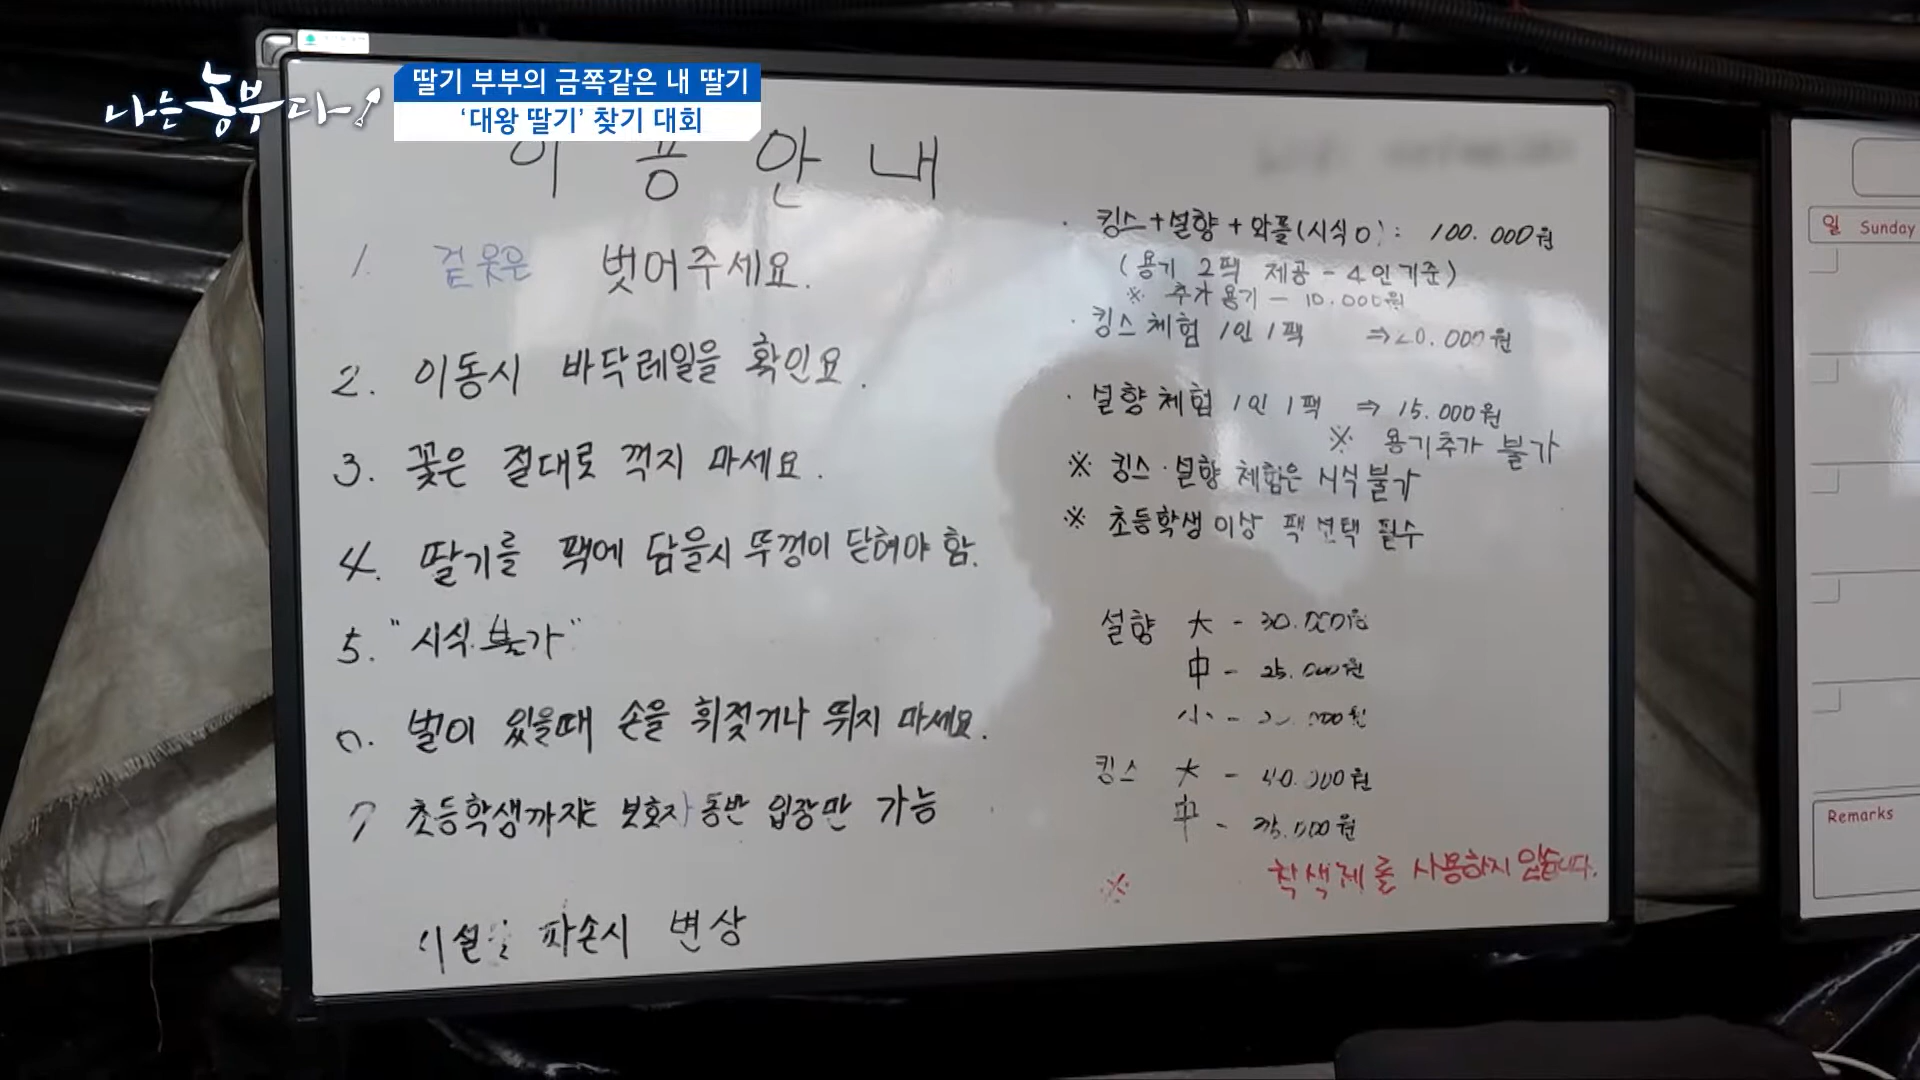 나는 농부다!
딸기 부부의 금쪽같은 내 딸기
‘대왕 딸기’ 찾기 대회
이 용 안 내
1. 겉옷은 벗어주세요.
2. 이동시 바닥레일을 확인요.
3. 꽃은 절대로 꺽지 마세요.
4. 딸기를 팩에 담을시 뚜껑이 닫혀야 함.
5. "시식 불가"
벌이 있을때 손을 휘젖거나 뛰지 마세요.
7 초등학생까지는 보호자 동반 입장만 가능
시설물 파손시 변상
· 킹스+설향+와플(시식O): 100.000원
(용기 2팩 제공 - 4인기준)
※ 추가용기 - 10.000원
· 킹스 체험 1인 1팩 ⇒ 20.000원
· 설향 체험 1인 1팩 ⇒ 15.000원
※ 용기추가 불가
※ 킹스·설향 체험은 시식불가
※ 초등학생 이상 팩 선택 필수
설향 大 - 30.000원
中 - 25.000원
小 -
킹스 大 - 40.000원
中 - 35.000원
※ 착색제를 사용하지 않습니다.
일 Sunday
Remarks